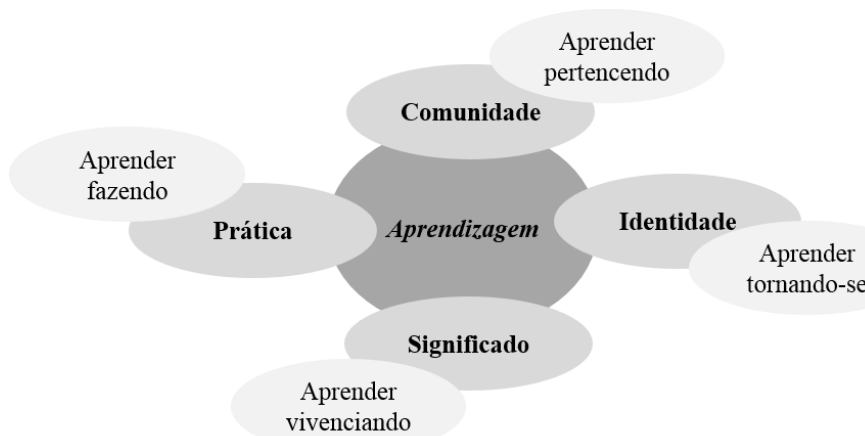 Aprender
pertencendo
Comunidade
Aprender
fazendo
Prática
Aprendizagem
Identidade
Aprender
tornando-se
Significado
Aprender
vivenciando